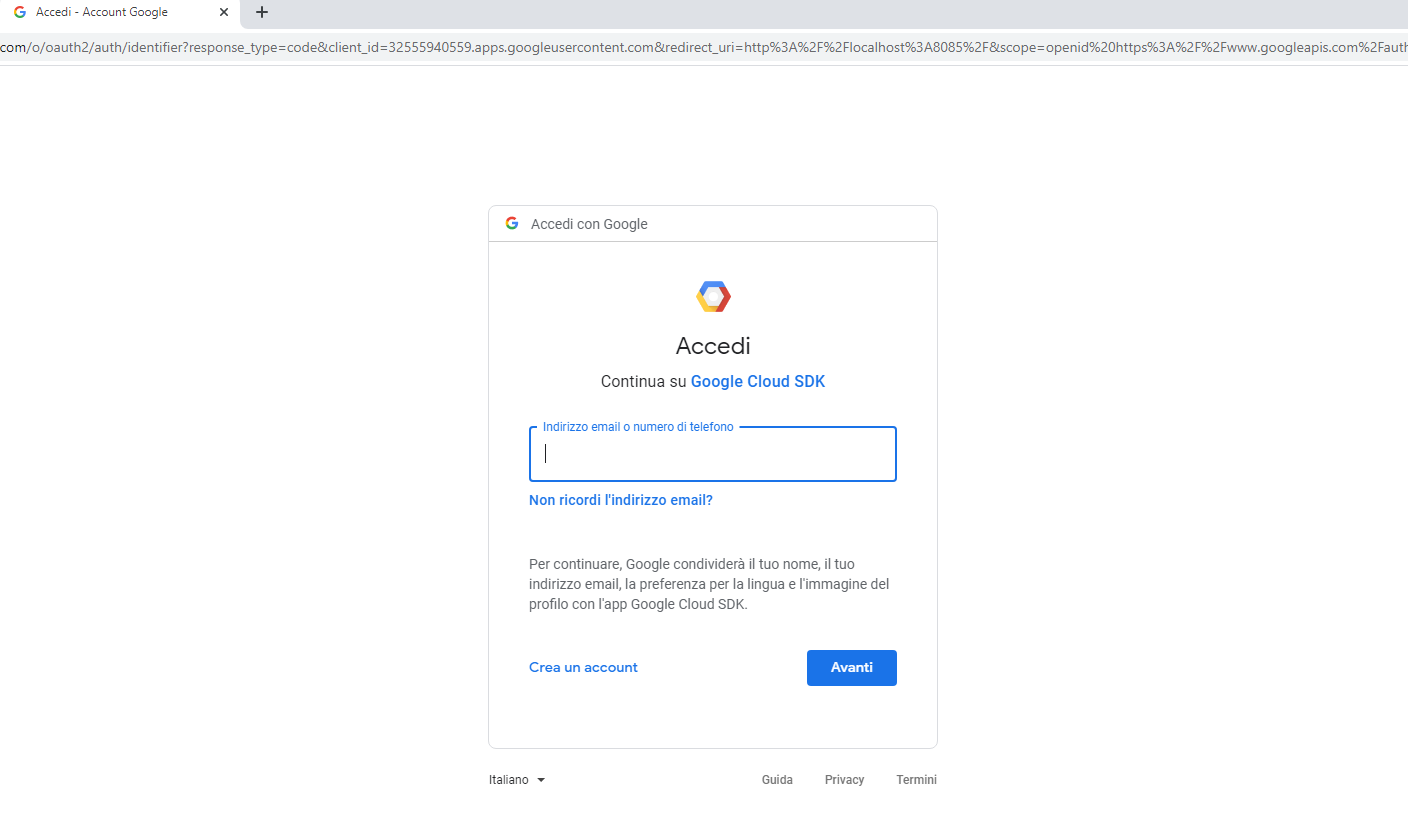 Accedi - Account Google
com/o/oauth2/auth/identifier?response_type=code&client_id=32555940559.apps.googleusercontent.com&redirect_uri=http%3A%2F%2Flocalhost%3A8085%2F&scope=openid%20https%3A%2F%2Fwww.googleapis.com%2Fauth
Accedi con Google
Accedi
Continua su Google Cloud SDK
Indirizzo email o numero di telefono
Non ricordi l'indirizzo email?
Per continuare, Google condividerà il tuo nome, il tuo
indirizzo email, la preferenza per la lingua e l'immagine del
profilo con l'app Google Cloud SDK.
Crea un account
Avanti
Italiano
Guida
Privacy
Termini